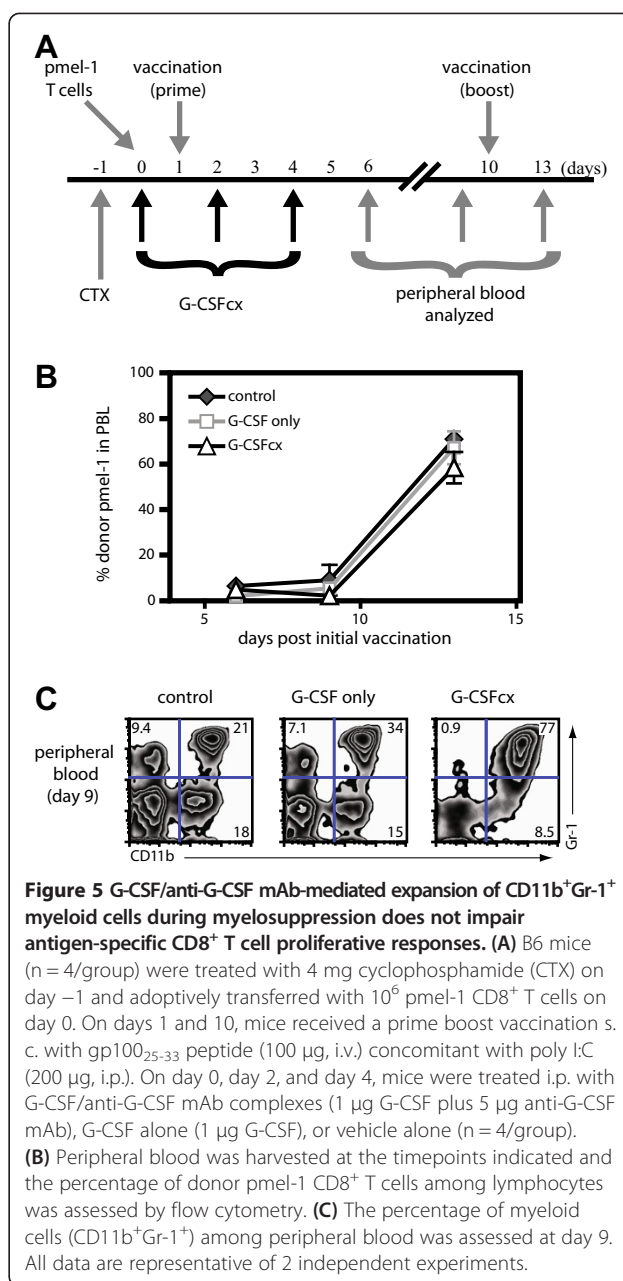 A
pmel-1
T cells
vaccination
(prime)
vaccination
(boost)
-1 0 1 2 3 4 5 6 10 13 (days)
CTX
G-CSFcx
peripheral blood
analyzed
B
% donor pmel-1 in PBL
100
80
60
40
20
0
control
G-CSF only
G-CSFcx
5 10 15
days post initial vaccination
C
control G-CSF only G-CSFcx
peripheral
blood
(day 9)
9.4 21
18
7.1 34
15
0.9 77
8.5
Gr-1
CD11b
Figure 5 G-CSF/anti-G-CSF mAb-mediated expansion of CD11b⁺Gr-1⁺
myeloid cells during myelosuppression does not impair
antigen-specific CD8⁺ T cell proliferative responses. (A) B6 mice
(n = 4/group) were treated with 4 mg cyclophosphamide (CTX) on
day −1 and adoptively transferred with 10⁶ pmel-1 CD8⁺ T cells on
day 0. On days 1 and 10, mice received a prime boost vaccination s.
c. with gp100₂₅₋₃₃ peptide (100 μg, i.v.) concomitant with poly I:C
(200 μg, i.p.). On day 0, day 2, and day 4, mice were treated i.p. with
G-CSF/anti-G-CSF mAb complexes (1 μg G-CSF plus 5 μg anti-G-CSF
mAb), G-CSF alone (1 μg G-CSF), or vehicle alone (n = 4/group).
(B) Peripheral blood was harvested at the timepoints indicated and
the percentage of donor pmel-1 CD8⁺ T cells among lymphocytes
was assessed by flow cytometry. (C) The percentage of myeloid
cells (CD11b⁺Gr-1⁺) among peripheral blood was assessed at day 9.
All data are representative of 2 independent experiments.